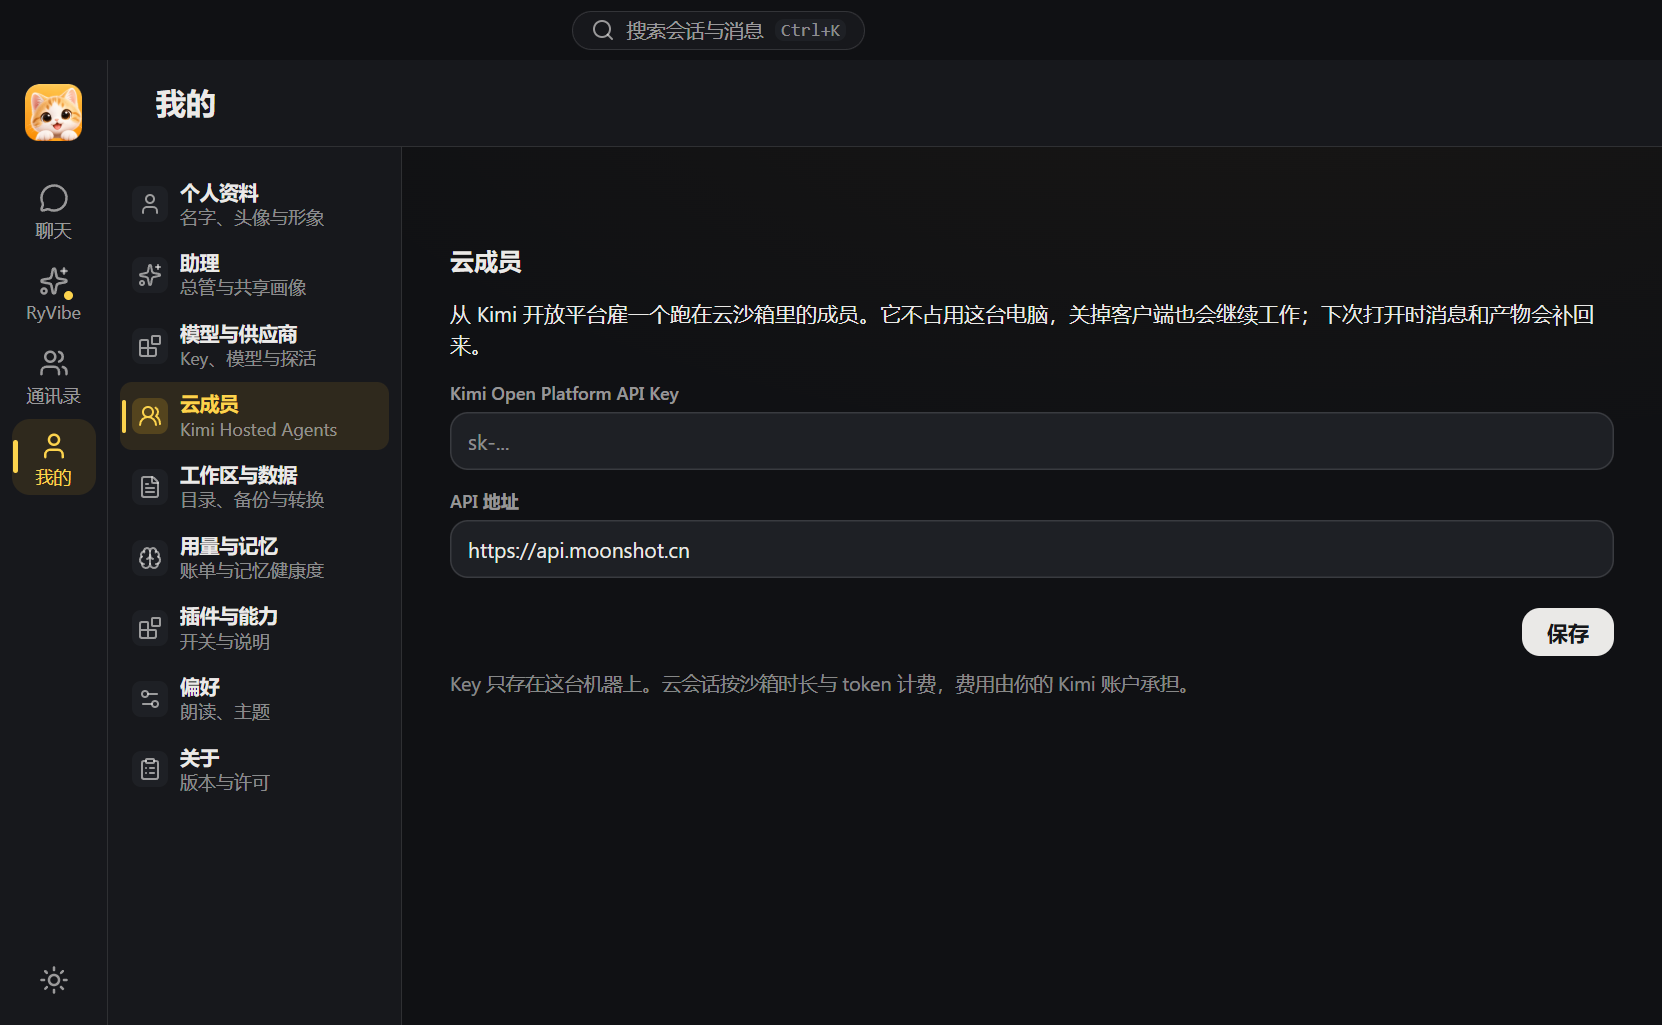 搜索会话与消息 Ctrl+K
我的
聊天
RyVibe
通讯录
我的
个人资料
名字、头像与形象
助理
总管与共享画像
模型与供应商
Key、模型与探活
云成员
Kimi Hosted Agents
工作区与数据
目录、备份与转换
用量与记忆
账单与记忆健康度
插件与能力
开关与说明
偏好
朗读、主题
关于
版本与许可
云成员
从 Kimi 开放平台雇一个跑在云沙箱里的成员。它不占用这台电脑，关掉客户端也会继续工作；下次打开时消息和产物会补回
来。
Kimi Open Platform API Key
sk-...
API 地址
https://api.moonshot.cn
保存
Key 只存在这台机器上。云会话按沙箱时长与 token 计费，费用由你的 Kimi 账户承担。